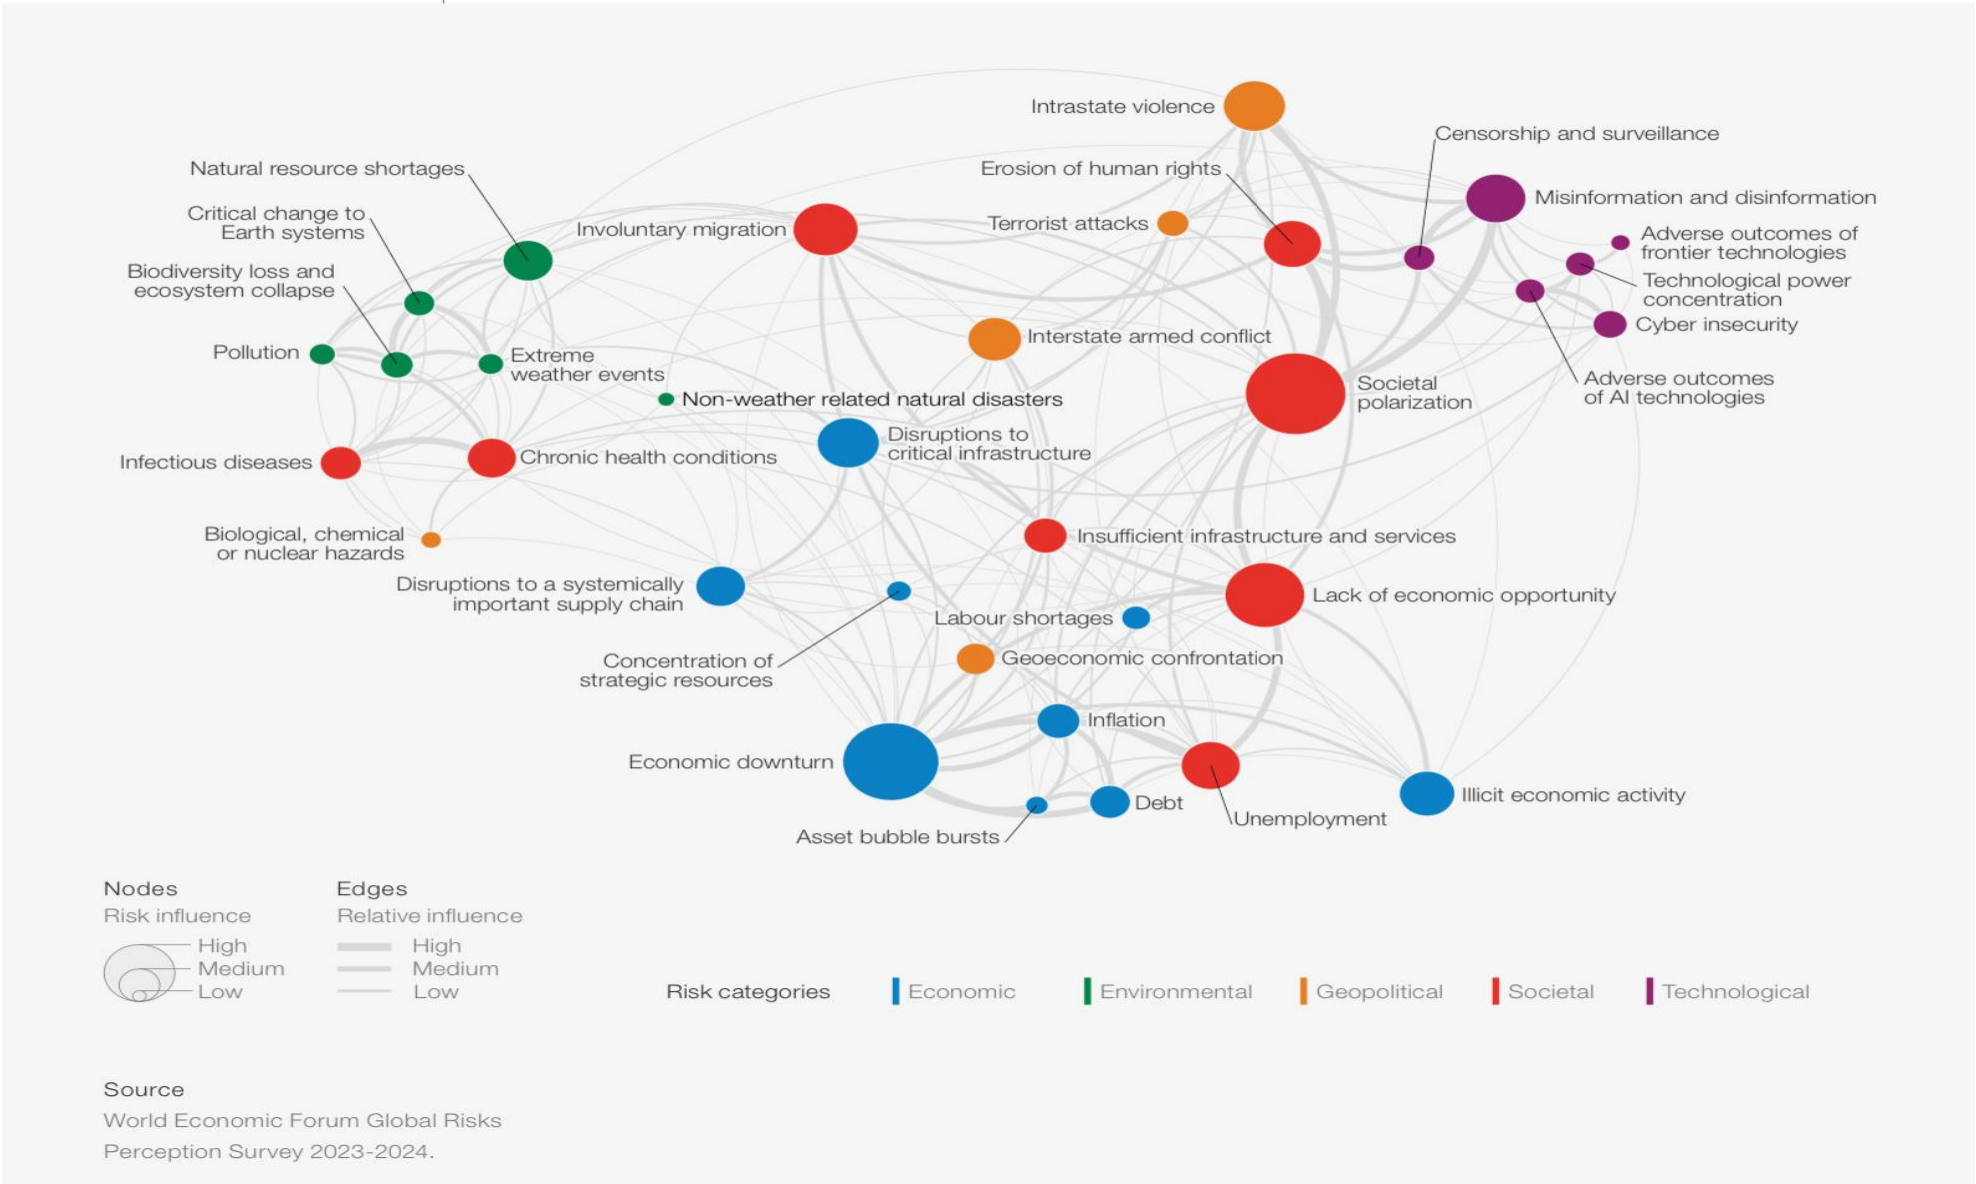 Intrastate violence
Censorship and surveillance
Natural resource shortages
Erosion of human rights
Misinformation and disinformation
Critical change to
Earth systems
Involuntary migration
Terrorist attacks
Adverse outcomes of
frontier technologies
Biodiversity loss and
ecosystem collapse
Technological power
concentration
Cyber insecurity
Interstate armed conflict
Pollution
Extreme
weather events
Societal
polarization
Adverse outcomes
of AI technologies
Non-weather related natural disasters
Disruptions to
critical infrastructure
Infectious diseases
Chronic health conditions
Biological, chemical
or nuclear hazards
Insufficient infrastructure and services
Disruptions to a systemically
important supply chain
Lack of economic opportunity
Labour shortages
Concentration of
strategic resources
Geoeconomic confrontation
Inflation
Economic downturn
Debt
Illicit economic activity
Unemployment
Asset bubble bursts
Nodes
Risk influence
High
Medium
Low
Edges
Relative influence
High
Medium
Low
Risk categories
Economic
Environmental
Geopolitical
Societal
Technological
Source
World Economic Forum Global Risks
Perception Survey 2023-2024.